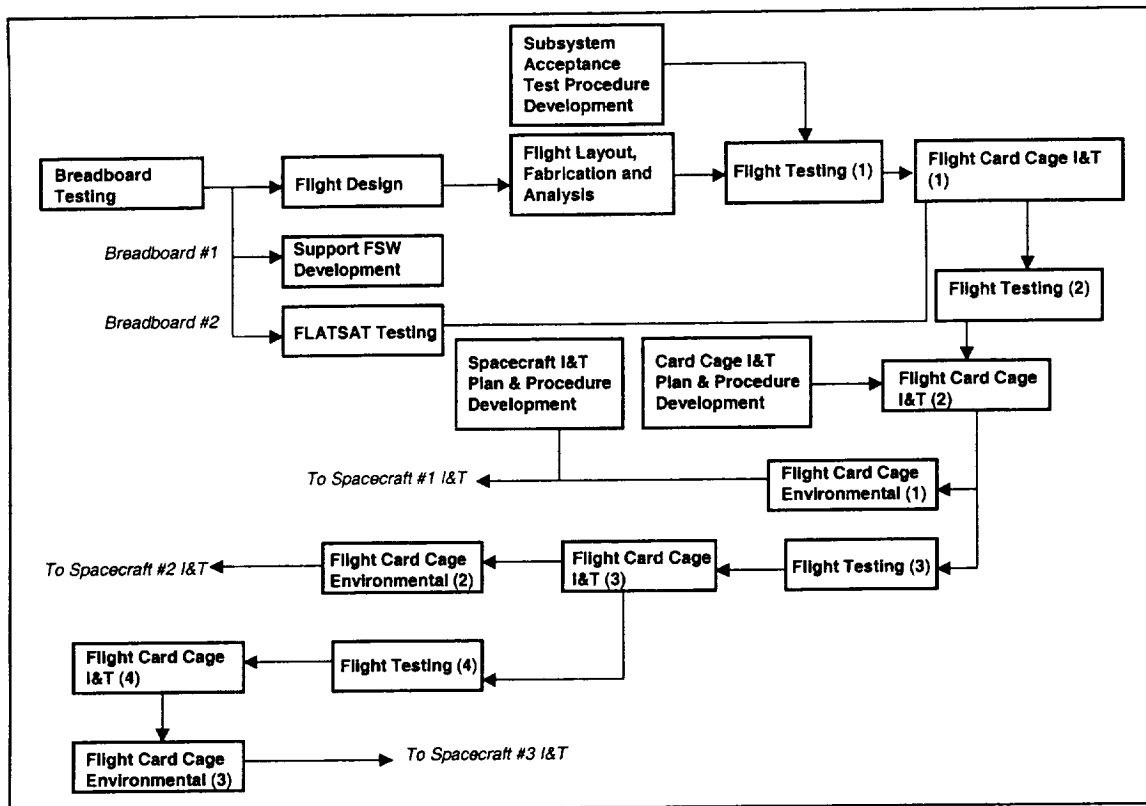 Subsystem
Acceptance
Test Procedure
Development
Breadboard
Testing
Flight Design
Flight Layout,
Fabrication and
Analysis
Flight Testing (1)
Flight Card Cage I&T
(1)
Breadboard #1
Support FSW
Development
Flight Testing (2)
Breadboard #2
FLATSAT Testing
Spacecraft I&T
Plan & Procedure
Development
Card Cage I&T
Plan & Procedure
Development
Flight Card Cage
I&T (2)
To Spacecraft #1 I&T
Flight Card Cage
Environmental (1)
To Spacecraft #2 I&T
Flight Card Cage
Environmental (2)
Flight Card Cage
I&T (3)
Flight Testing (3)
Flight Card Cage
I&T (4)
Flight Testing (4)
Flight Card Cage
Environmental (3)
To Spacecraft #3 I&T